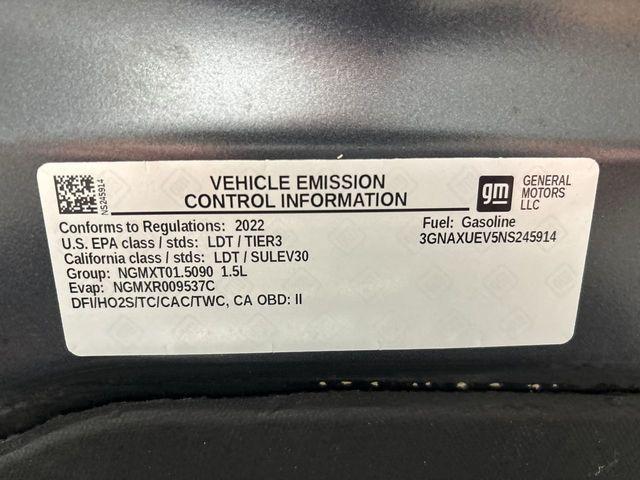 NS245914
VEHICLE EMISSION
CONTROL INFORMATION
gm
GENERAL
MOTORS
LLC
Conforms to Regulations: 2022
U.S. EPA class / stds: LDT / TIER3
California class / stds: LDT / SULEV30
Group: NGMXT01.5090 1.5L
Evap: NGMXR009537C
DFI/HO2S/TC/CAC/TWC, CA OBD: II
Fuel: Gasoline
3GNAXUEV5NS245914